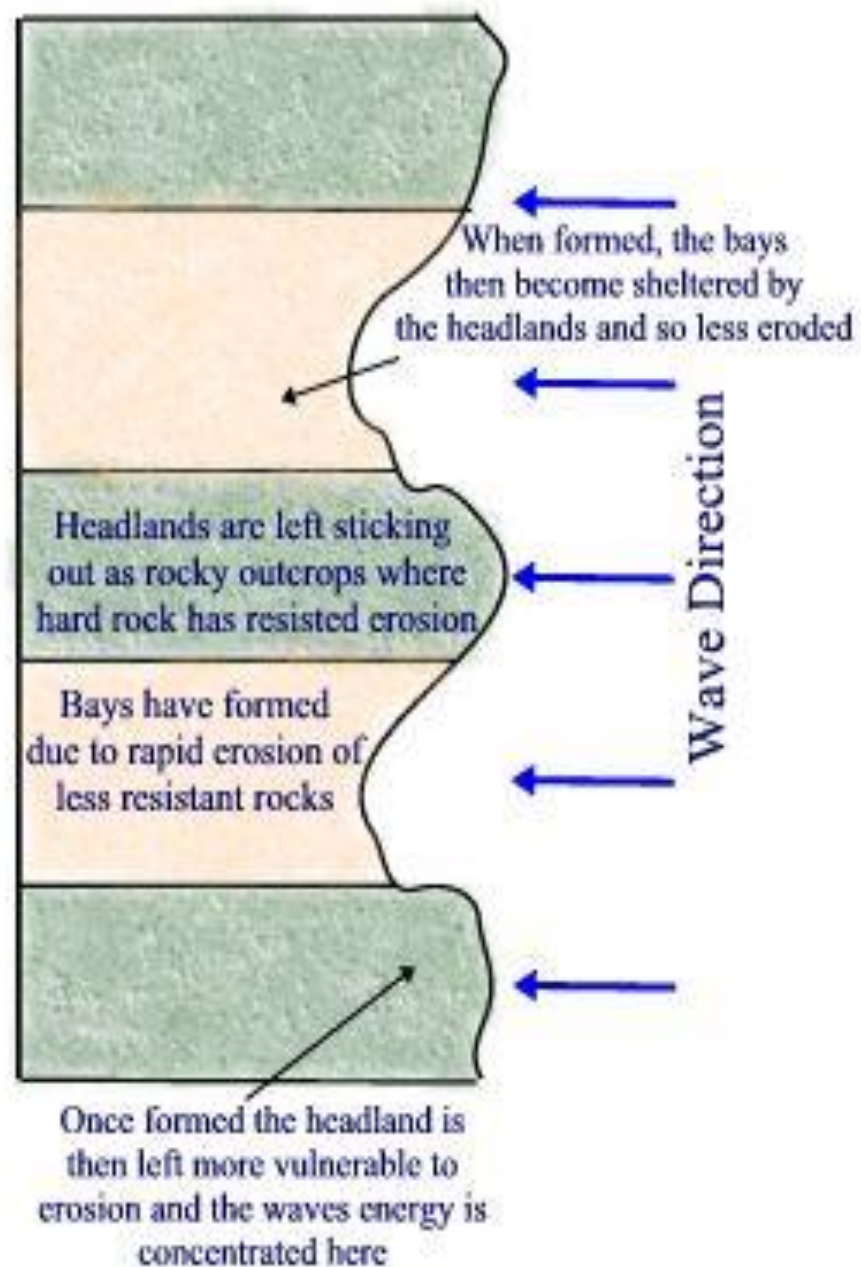 When formed, the bays
then become sheltered by
the headlands and so less eroded
Headlands are left sticking
out as rocky outcrops where
hard rock has resisted erosion
Bays have formed
due to rapid erosion of
less resistant rocks
Wave Direction
Once formed the headland is
then left more vulnerable to
erosion and the waves energy is
concentrated here